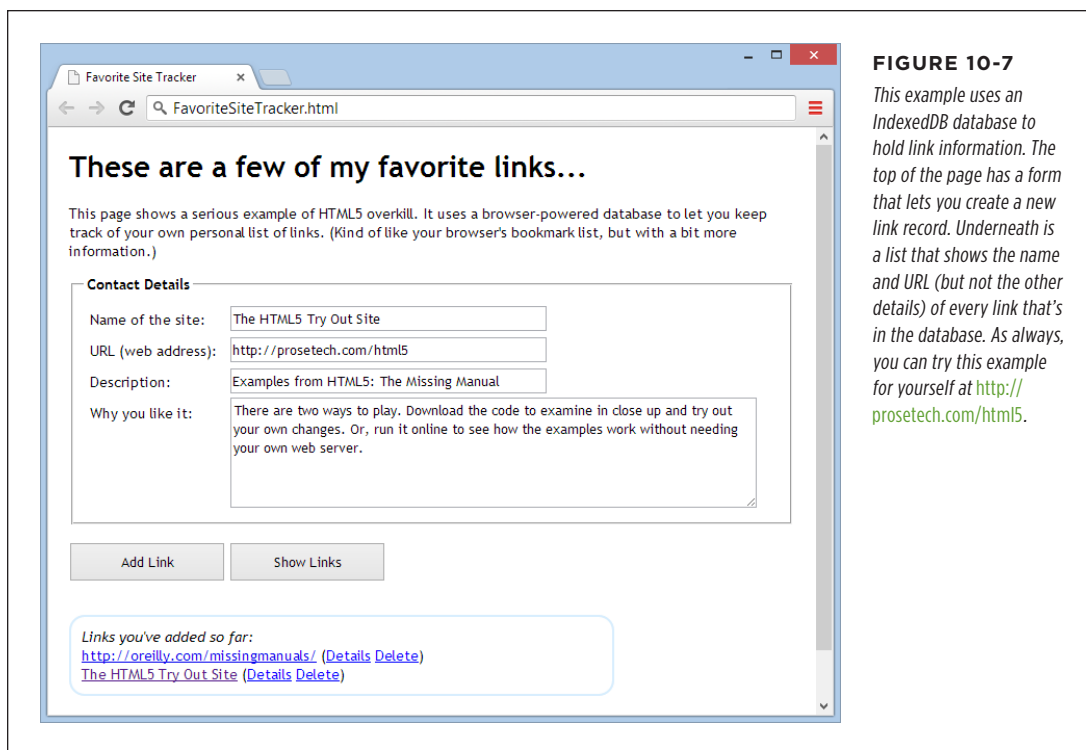 Favorite Site Tracker
FavoriteSiteTracker.html
These are a few of my favorite links...
This page shows a serious example of HTML5 overkill. It uses a browser-powered database to let you keep
track of your own personal list of links. (Kind of like your browser's bookmark list, but with a bit more
information.)
Contact Details
Name of the site: The HTML5 Try Out Site
URL (web address): http://prosetech.com/html5
Description: Examples from HTML5: The Missing Manual
Why you like it: There are two ways to play. Download the code to examine in close up and try out
your own changes. Or, run it online to see how the examples work without needing
your own web server.
Add Link Show Links
Links you've added so far:
http://oreilly.com/missingmanuals/ (Details Delete)
The HTML5 Try Out Site (Details Delete)
FIGURE 10-7
This example uses an
IndexedDB database to
hold link information. The
top of the page has a form
that lets you create a new
link record. Underneath is
a list that shows the name
and URL (but not the other
details) of every link that's
in the database. As always,
you can try this example
for yourself at http://
prosetech.com/html5.